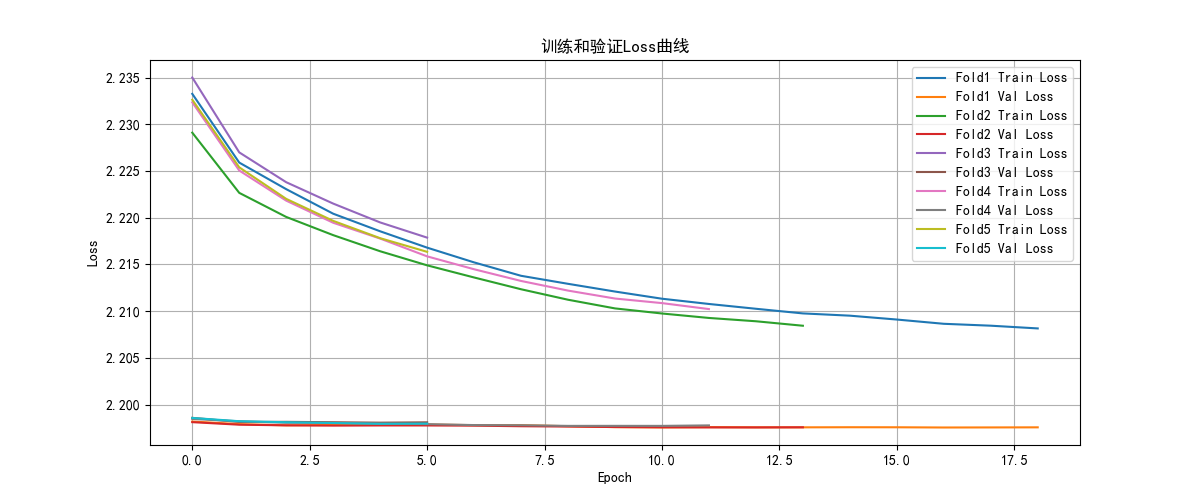 训练和验证Loss曲线
Loss
2.235
2.230
2.225
2.220
2.215
2.210
2.205
2.200
Fold1 Train Loss
Fold1 Val Loss
Fold2 Train Loss
Fold2 Val Loss
Fold3 Train Loss
Fold3 Val Loss
Fold4 Train Loss
Fold4 Val Loss
Fold5 Train Loss
Fold5 Val Loss
0.0 2.5 5.0 7.5 10.0 12.5 15.0 17.5
Epoch